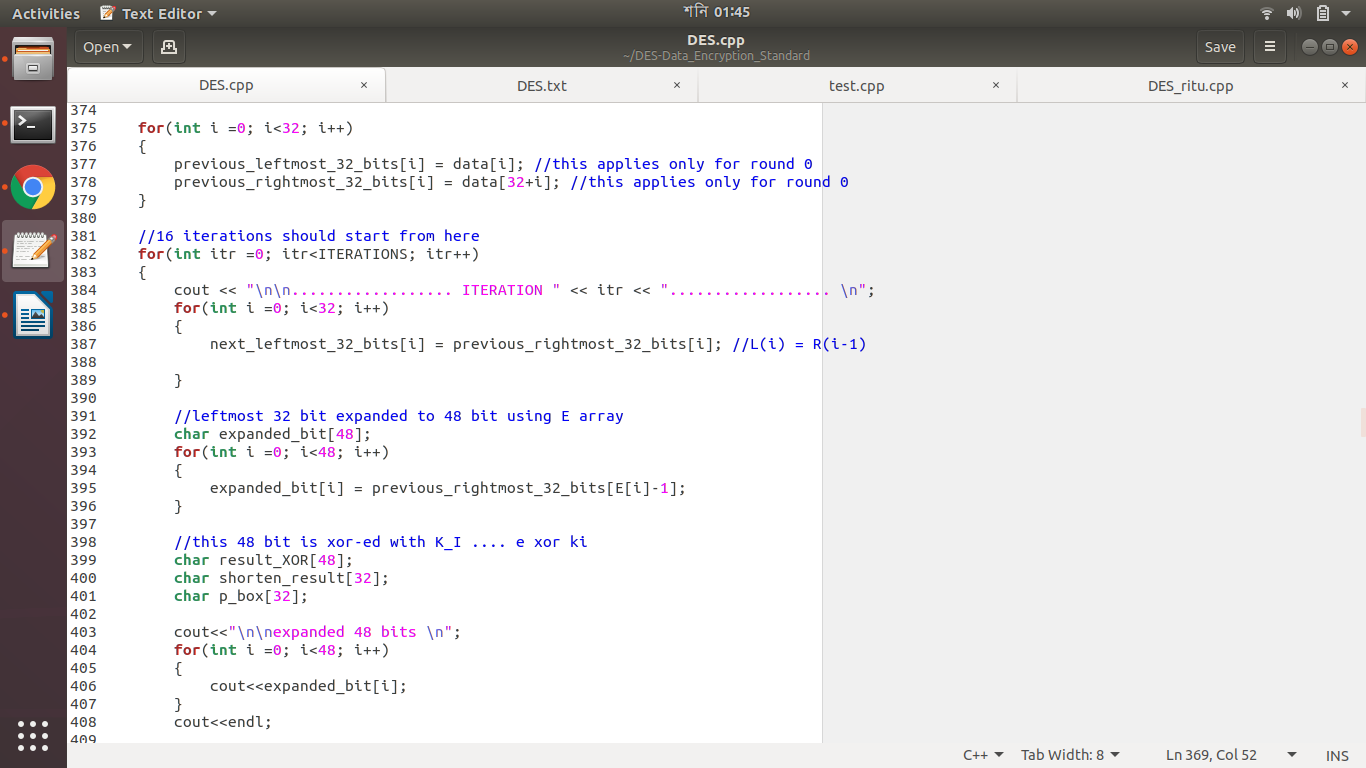 Activities Text Editor শনি 01:45
Open DES.cpp Save
~/DES-Data_Encryption_Standard
DES.cpp × DES.txt × test.cpp × DES_ritu.cpp ×
374
375     for(int i =0; i<32; i++)
376     {
377         previous_leftmost_32_bits[i] = data[i]; //this applies only for round 0
378         previous_rightmost_32_bits[i] = data[32+i]; //this applies only for round 0
379     }
380
381     //16 iterations should start from here
382     for(int itr =0; itr<ITERATIONS; itr++)
383     {
384         cout << "\n\n.................. ITERATION " << itr << ".................. \n";
385         for(int i =0; i<32; i++)
386         {
387             next_leftmost_32_bits[i] = previous_rightmost_32_bits[i]; //L(i) = R(i-1)
388
389         }
390
391         //leftmost 32 bit expanded to 48 bit using E array
392         char expanded_bit[48];
393         for(int i =0; i<48; i++)
394         {
395             expanded_bit[i] = previous_rightmost_32_bits[E[i]-1];
396         }
397
398         //this 48 bit is xor-ed with K_I .... e xor ki
399         char result_XOR[48];
400         char shorten_result[32];
401         char p_box[32];
402
403         cout<<"\n\nexpanded 48 bits \n";
404         for(int i =0; i<48; i++)
405         {
406             cout<<expanded_bit[i];
407         }
408         cout<<endl;
409
C++ Tab Width: 8 Ln 369, Col 52 INS